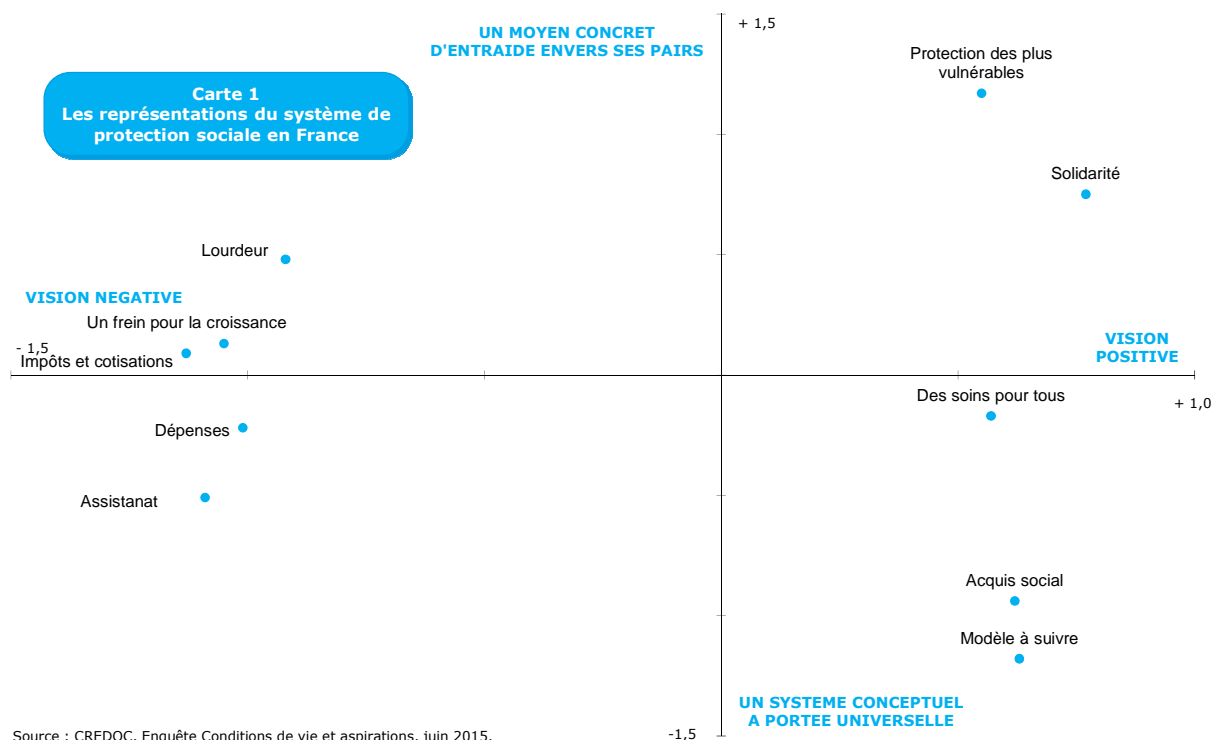 UN MOYEN CONCRET
D'ENTRAIDE ENVERS SES PAIRS
+ 1,5
Protection des plus
vulnérables
Carte 1
Les représentations du système de
protection sociale en France
Solidarité
Lourdeur
VISION NEGATIVE
Un frein pour la croissance
- 1,5
Impôts et cotisations
VISION
POSITIVE
Des soins pour tous
+ 1,0
Dépenses
Assistanat
Acquis social
Modèle à suivre
UN SYSTEME CONCEPTUEL
A PORTEE UNIVERSELLE
-1,5
Source : CREDOC, Enquête Conditions de vie et aspirations, juin 2015.